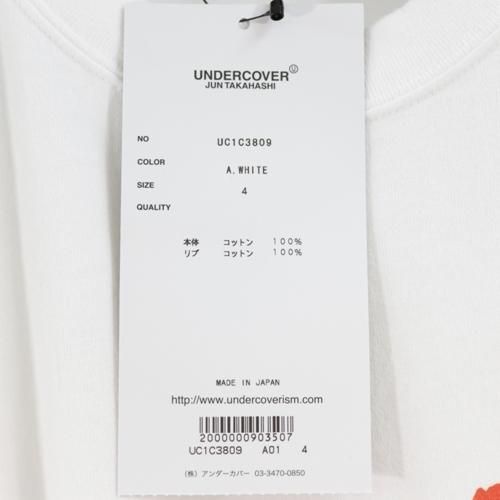 UNDERCOVER U
JUN TAKAHASHI
NO UC1C3809
COLOR A.WHITE
SIZE 4
QUALITY
本体 コットン 100%
リブ コットン 100%
MADE IN JAPAN
http://www.undercoverism.com
2000000903507
UC1C3809 A01 4
(株) アンダーカバー 03-3470-0850